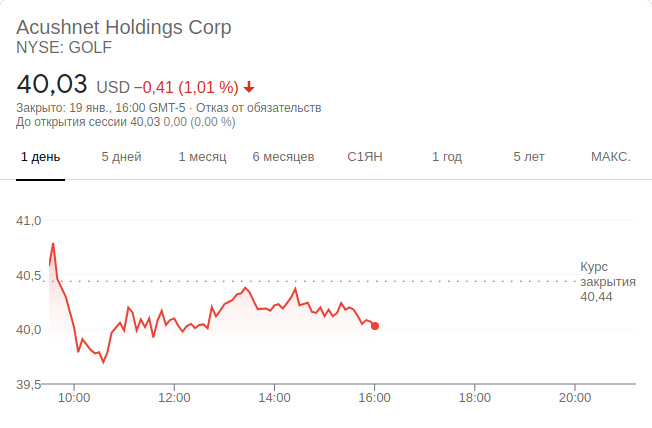 Acushnet Holdings Corp
NYSE: GOLF
40,03 USD −0,41 (1,01 %)
Закрыто: 19 янв., 16:00 GMT-5 · Отказ от обязательств
До открытия сессии 40,03 0,00 (0,00 %)
1 день 5 дней 1 месяц 6 месяцев С1ЯН 1 год 5 лет МАКС.
41,0
40,5
40,0
39,5
Курс
закрытия
40,44
10:00 12:00 14:00 16:00 18:00 20:00